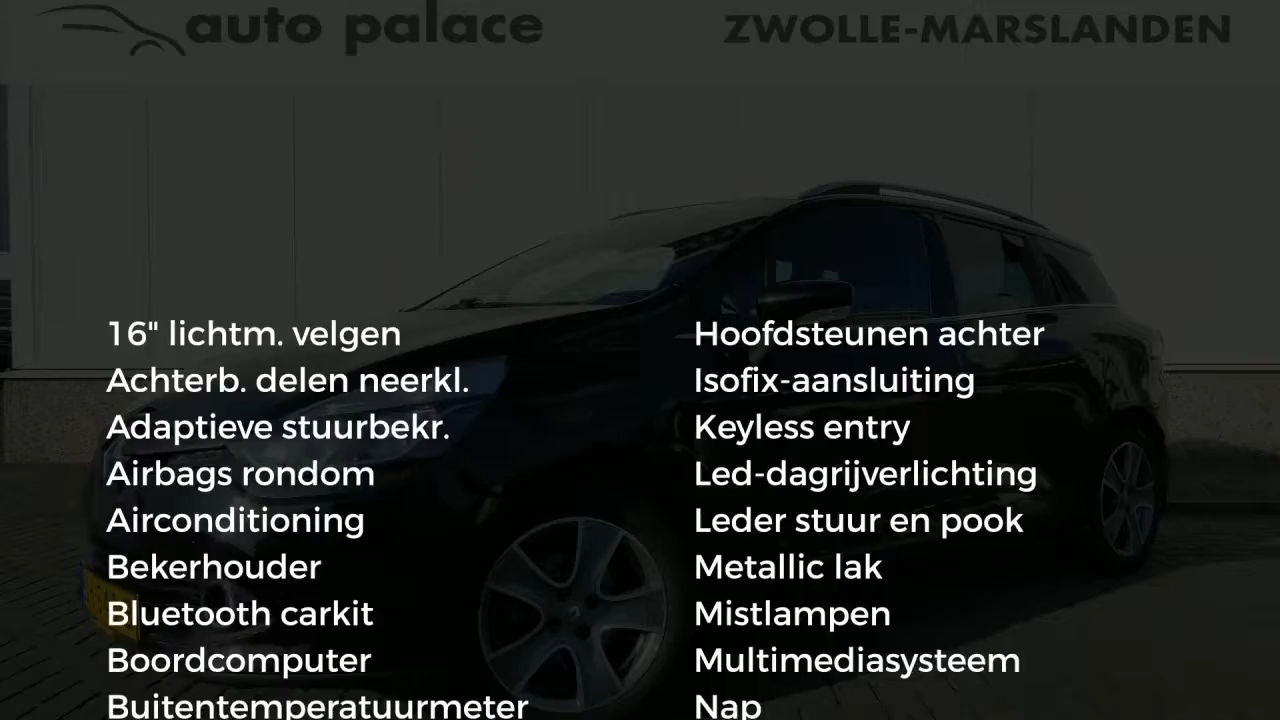 auto palace
ZWOLLE-MARSLANDEN
16" lichtm. velgen
Achterb. delen neerkl.
Adaptieve stuurbekr.
Airbags rondom
Airconditioning
Bekerhouder
Bluetooth carkit
Boordcomputer
Buitentemperatuurmeter
Hoofdsteunen achter
Isofix-aansluiting
Keyless entry
Led-dagrijverlichting
Leder stuur en pook
Metallic lak
Mistlampen
Multimediasysteem
Nap